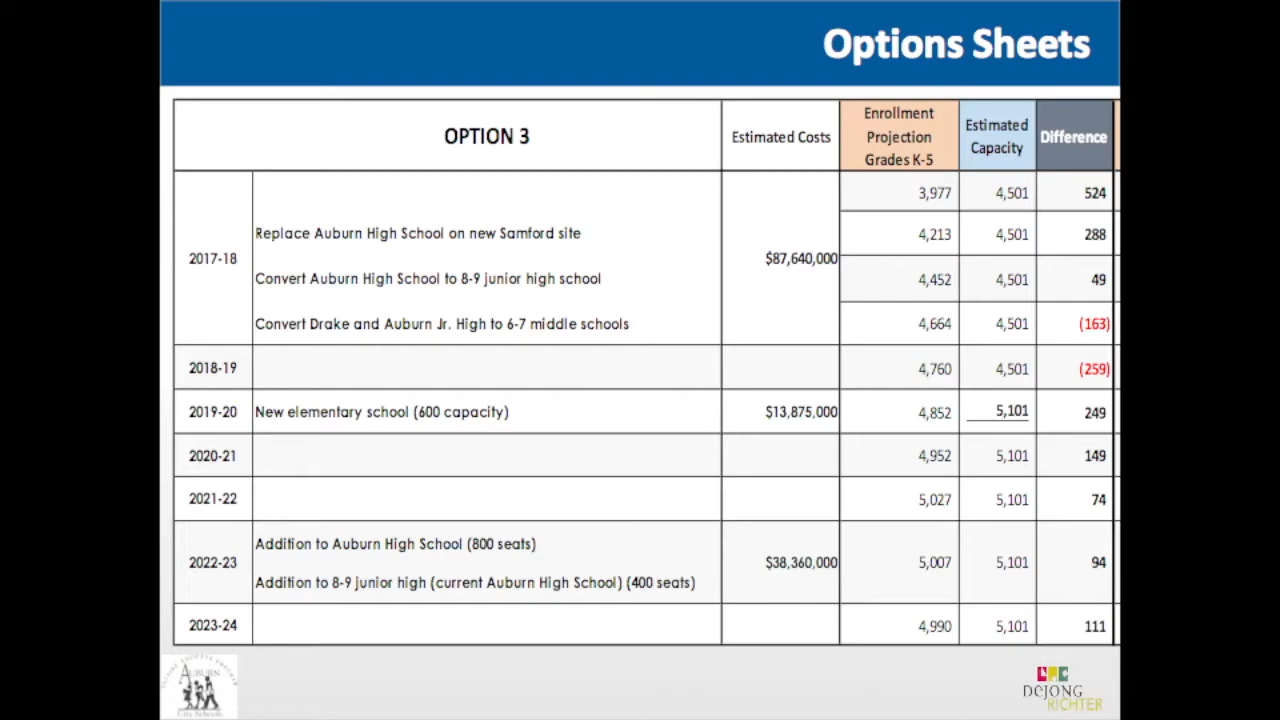 Options Sheets
OPTION 3
Estimated Costs
Enrollment
Projection
Grades K-5
Estimated
Capacity
Difference
2017-18
Replace Auburn High School on new Samford site
Convert Auburn High School to 8-9 junior high school
Convert Drake and Auburn Jr. High to 6-7 middle schools
$87,640,000
3,977 4,501 524
4,213 4,501 288
4,452 4,501 49
4,664 4,501 (163)
2018-19 4,760 4,501 (259)
2019-20 New elementary school (600 capacity) $13,875,000 4,852 5,101 249
2020-21 4,952 5,101 149
2021-22 5,027 5,101 74
2022-23
Addition to Auburn High School (800 seats)
Addition to 8-9 junior high (current Auburn High School) (400 seats)
$38,360,000 5,007 5,101 94
2023-24 4,990 5,101 111
AUBURN
City Schools
DEJONG
RICHTER